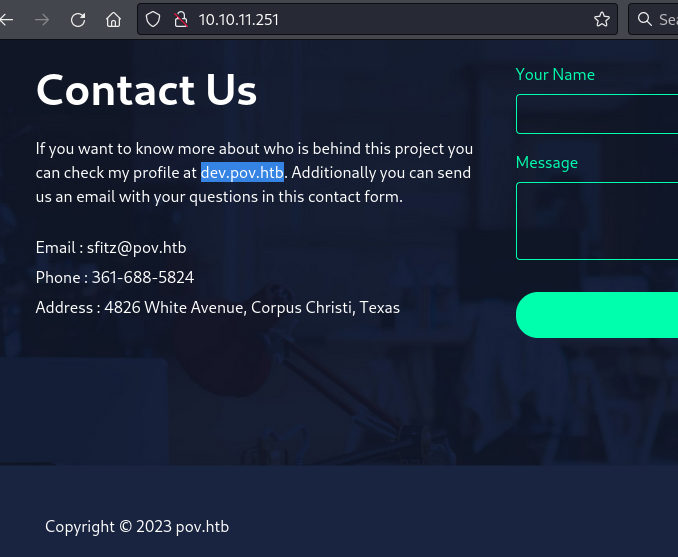 10.10.11.251
Contact Us
If you want to know more about who is behind this project you
can check my profile at dev.pov.htb. Additionally you can send
us an email with your questions in this contact form.
Email : sfitz@pov.htb
Phone : 361-688-5824
Address : 4826 White Avenue, Corpus Christi, Texas
Your Name
Message
Copyright © 2023 pov.htb